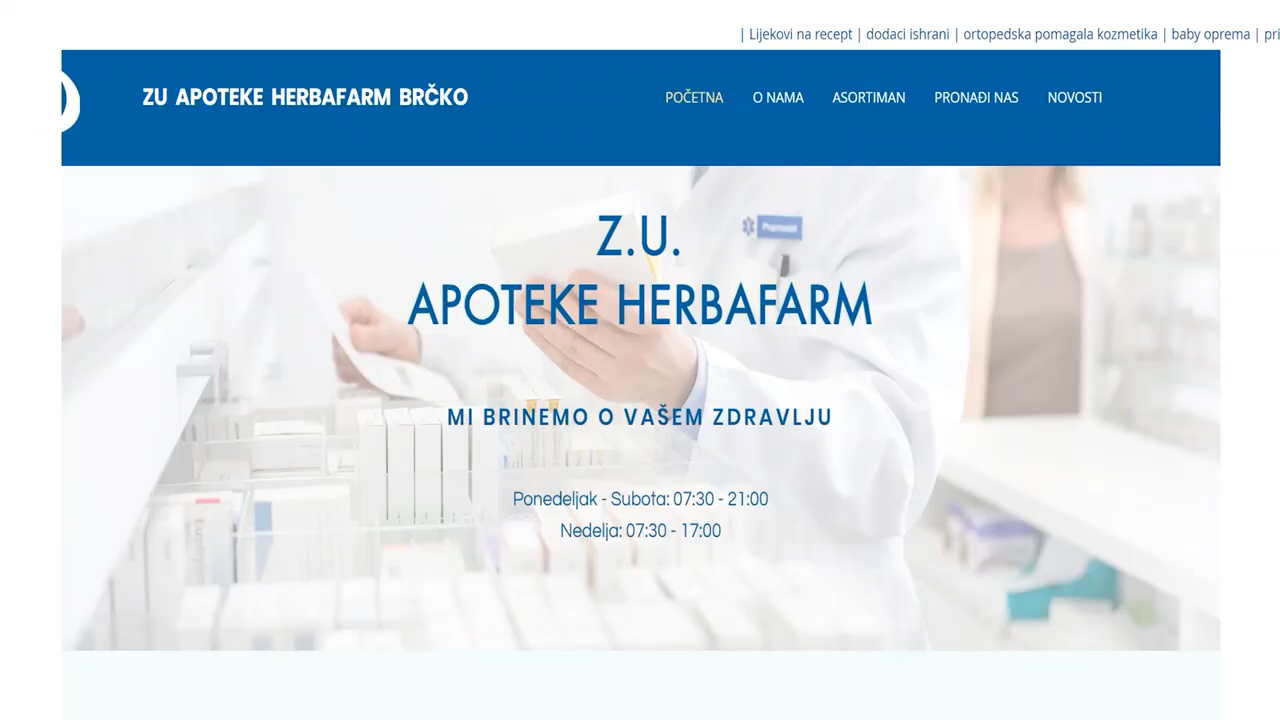 | Lijekovi na recept | dodaci ishrani | ortopedska pomagala kozmetika | baby oprema | pri
ZU APOTEKE HERBAFARM BRČKO
POČETNA O NAMA ASORTIMAN PRONAĐI NAS NOVOSTI
Z.U.
APOTEKE HERBAFARM
MI BRINEMO O VAŠEM ZDRAVLJU
Ponedeljak - Subota: 07:30 - 21:00
Nedelja: 07:30 - 17:00